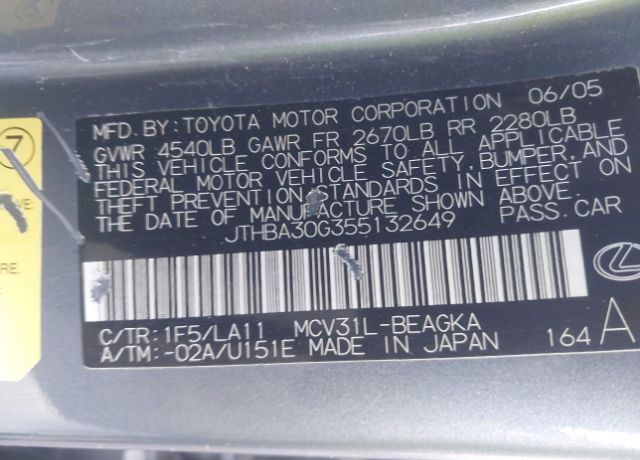 MFD. BY: TOYOTA MOTOR CORPORATION 06/05
GVWR 4540LB GAWR FR 2670LB RR 2280LB
THIS VEHICLE CONFORMS TO ALL APPLICABLE
FEDERAL MOTOR VEHICLE SAFETY, BUMPER, AND
THEFT PREVENTION STANDARDS IN EFFECT ON
THE DATE OF MANUFACTURE SHOWN ABOVE.
JTHBA30G355132649 PASS. CAR
C/TR: 1F5/LA11 MCV31L-BEAGKA
A/TM: -02A/U151E MADE IN JAPAN 164 A
7